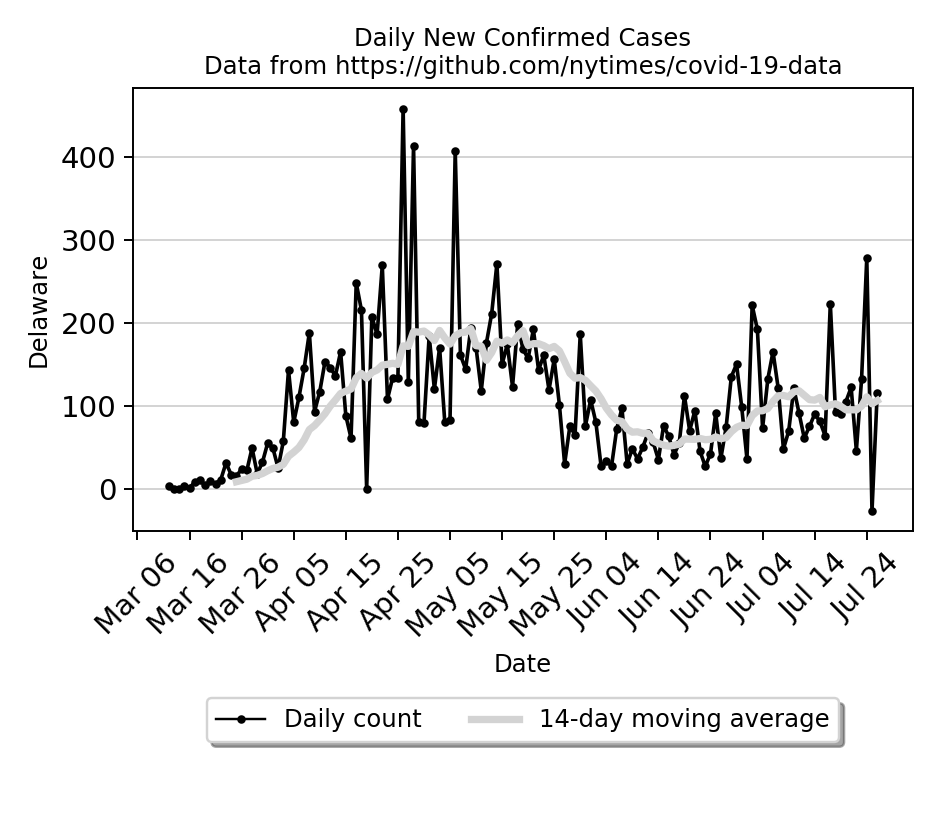 Daily New Confirmed Cases
Data from https://github.com/nytimes/covid-19-data
Delaware
400
300
200
100
0
Mar 06
Mar 16
Mar 26
Apr 05
Apr 15
Apr 25
May 05
May 15
May 25
Jun 04
Jun 14
Jun 24
Jul 04
Jul 14
Jul 24
Date
Daily count
14-day moving average